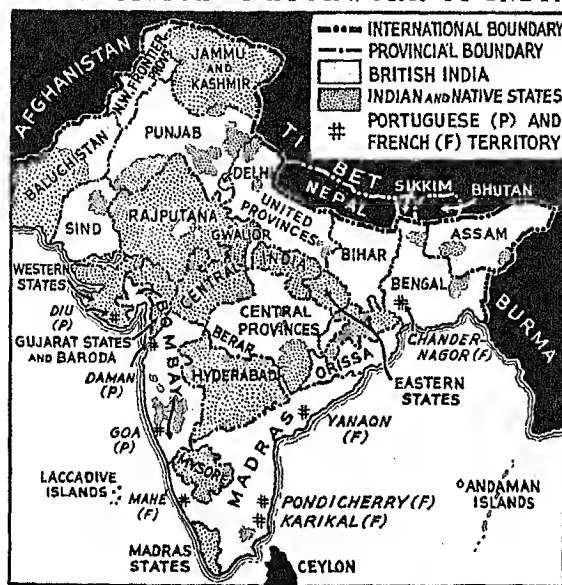 INTERNATIONAL BOUNDARY
PROVINCIAL BOUNDARY
BRITISH INDIA
INDIAN AND NATIVE STATES
# PORTUGUESE (P) AND
FRENCH (F) TERRITORY
AFGHANISTAN
N.W. FRONTIER
PROV.
JAMMU
AND
KASHMIR
BALUCHISTAN
PUNJAB
DELHI
TIBET
NEPAL
SIKKIM
BHUTAN
SIND
RAJPUTANA
UNITED
PROVINCES
GWALIOR
ASSAM
WESTERN
STATES
CENTRAL
INDIA
BIHAR
BENGAL
BURMA
DIU
(P)
GUJARAT STATES
AND BARODA
BOMBAY
CENTRAL
PROVINCES
BERAR
ORISSA
CHANDER-
NAGOR (F)
DAMAN
(P)
HYDERABAD
EASTERN
STATES
GOA
(P)
YANAON
(F)
MYSORE
MADRAS
LACCADIVE
ISLANDS
MAHE
(F)
PONDICHERRY (F)
KARIKAL (F)
ANDAMAN
ISLANDS
MADRAS
STATES
CEYLON